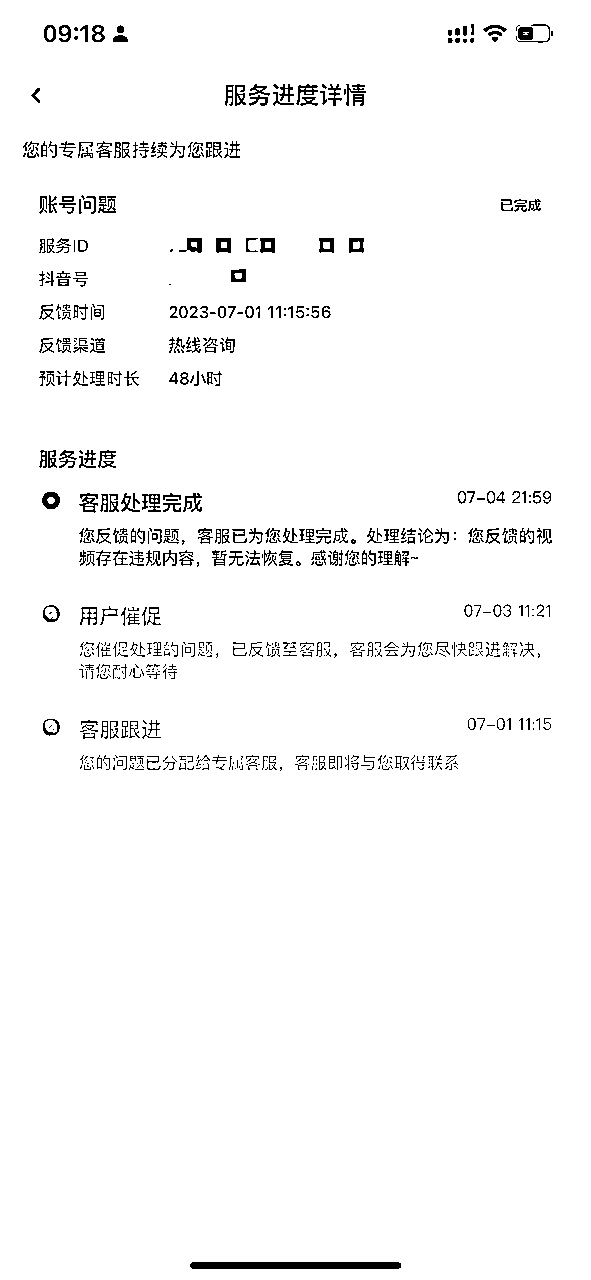 09:18
服务进度详情
您的专属客服持续为您跟进
账号问题 已完成
服务ID
抖音号
反馈时间 2023-07-01 11:15:56
反馈渠道 热线咨询
预计处理时长 48小时
服务进度
客服处理完成 07-04 21:59
您反馈的问题，客服已为您处理完成。处理结论为：您反馈的视
频存在违规内容，暂无法恢复。感谢您的理解~
用户催促 07-03 11:21
您催促处理的问题，已反馈至客服，客服会为您尽快跟进解决，
请您耐心等待
客服跟进 07-01 11:15
您的问题已分配给专属客服，客服即将与您取得联系